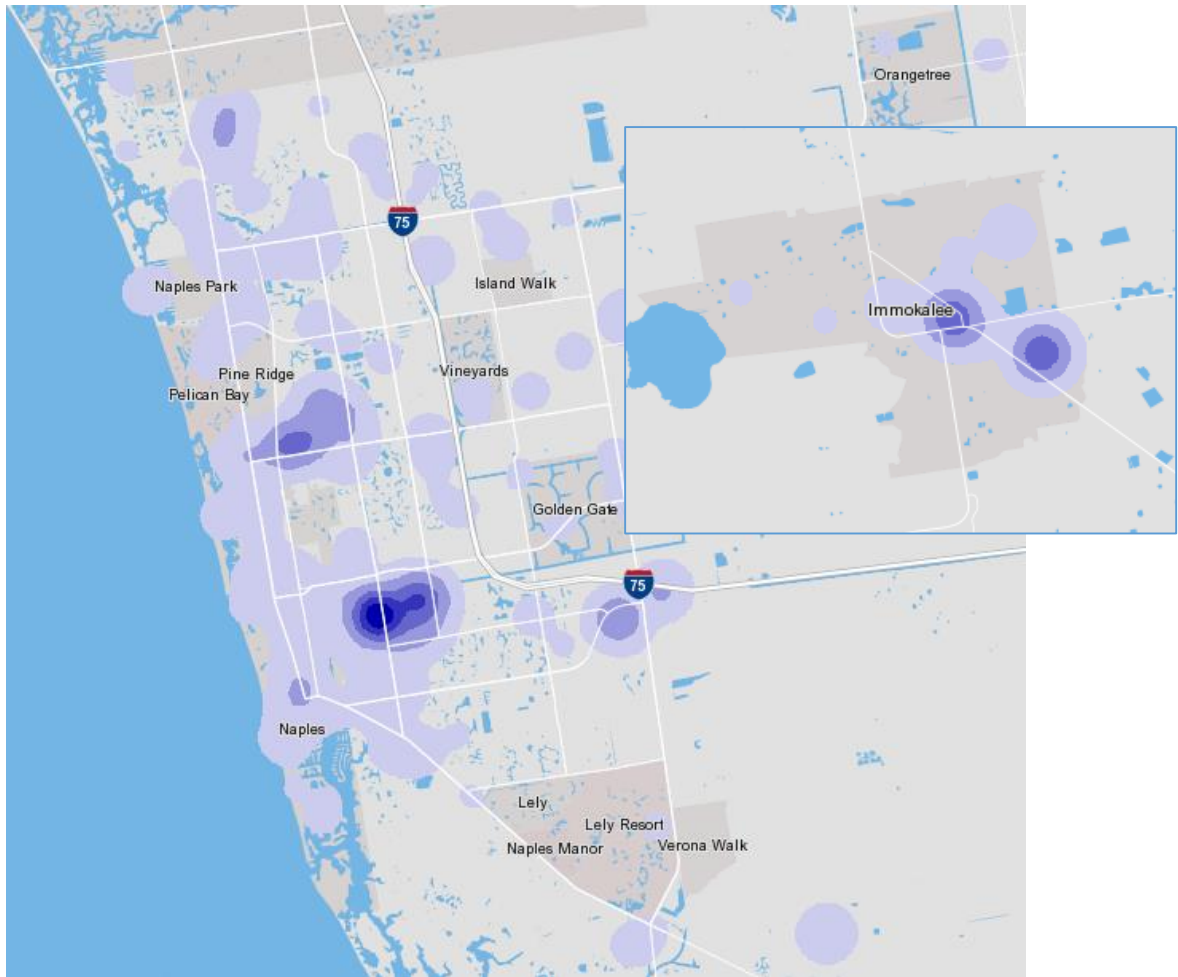 Orangetree
75
Immokalee
Naples Park
Island Walk
Pine Ridge
Vineyards
Pelican Bay
Golden Gate
75
Naples
Lely
Lely Resort
Naples Manor
Verona Walk